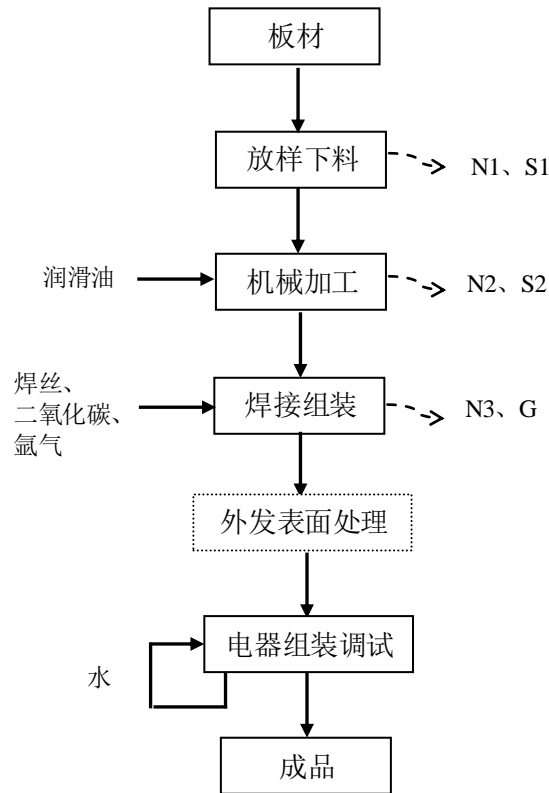 板材
放样下料
N1、S1
润滑油
机械加工
N2、S2
焊丝、
二氧化碳、
氩气
焊接组装
N3、G
外发表面处理
电器组装调试
水
成品